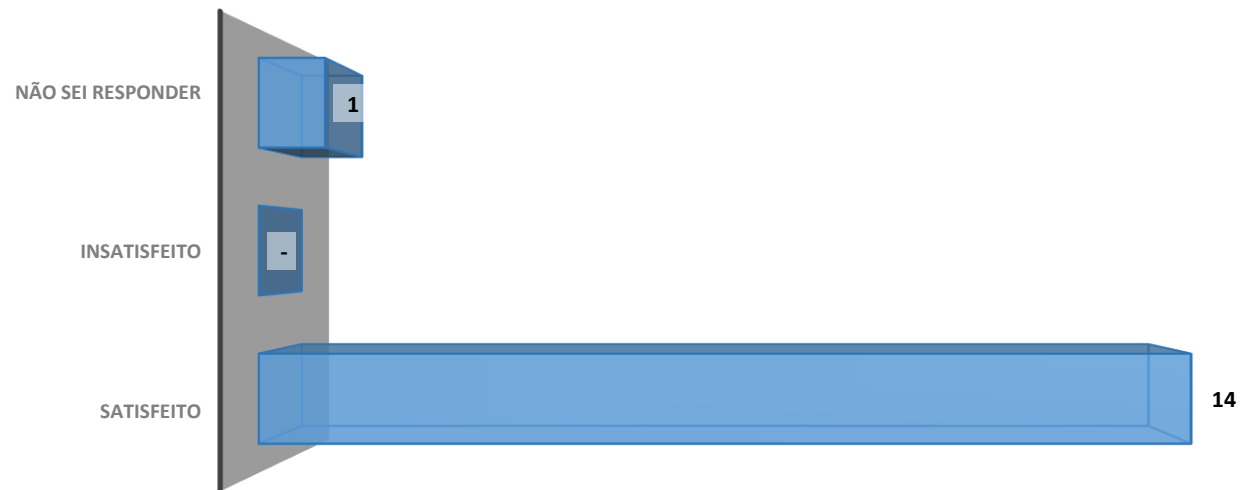 NÃO SEI RESPONDER
1
INSATISFEITO
-
SATISFEITO
14